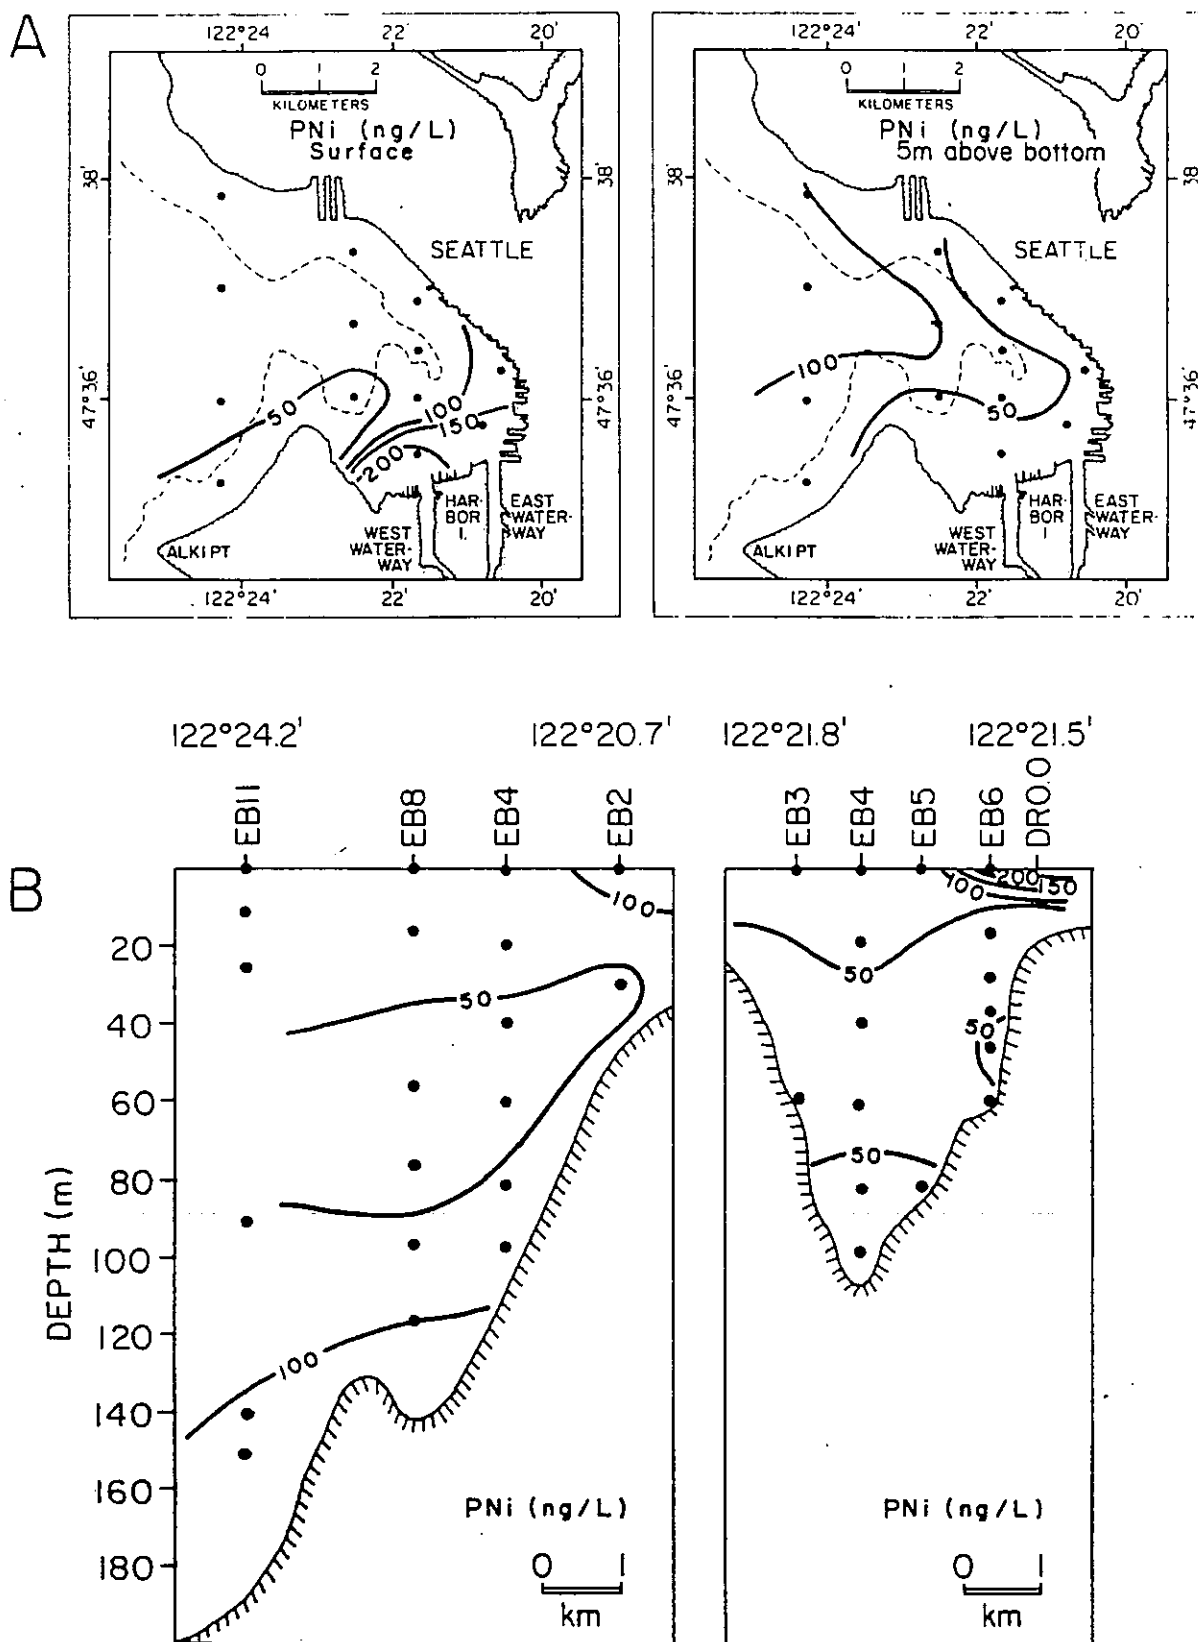 A
122°24' 22' 20'
0 1 2
KILOMETERS
PNi (ng/L)
Surface
38' 38'
SEATTLE
47°36' 36'
50
100
150
200
ALKI PT
WEST
WATER-
WAY
HAR-
BOR
I.
EAST
WATER-
WAY
122°24' 22' 20'
122°24' 22' 20'
0 1 2
KILOMETERS
PNi (ng/L)
5m above bottom
38' 38'
SEATTLE
47°36' 36'
100
50
ALKI PT
WEST
WATER-
WAY
HAR-
BOR
I
EAST
WATER-
WAY
122°24' 22' 20'
B
122°24.2' 122°20.7'
EB11 EB8 EB4 EB2
100
50
100
DEPTH (m)
20
40
60
80
100
120
140
160
180
PNi (ng/L)
0 1
km
122°21.8' 122°21.5'
EB3 EB4 EB5 EB6 DR0.0
200
150
100
50
50
50
PNi (ng/L)
0 1
km